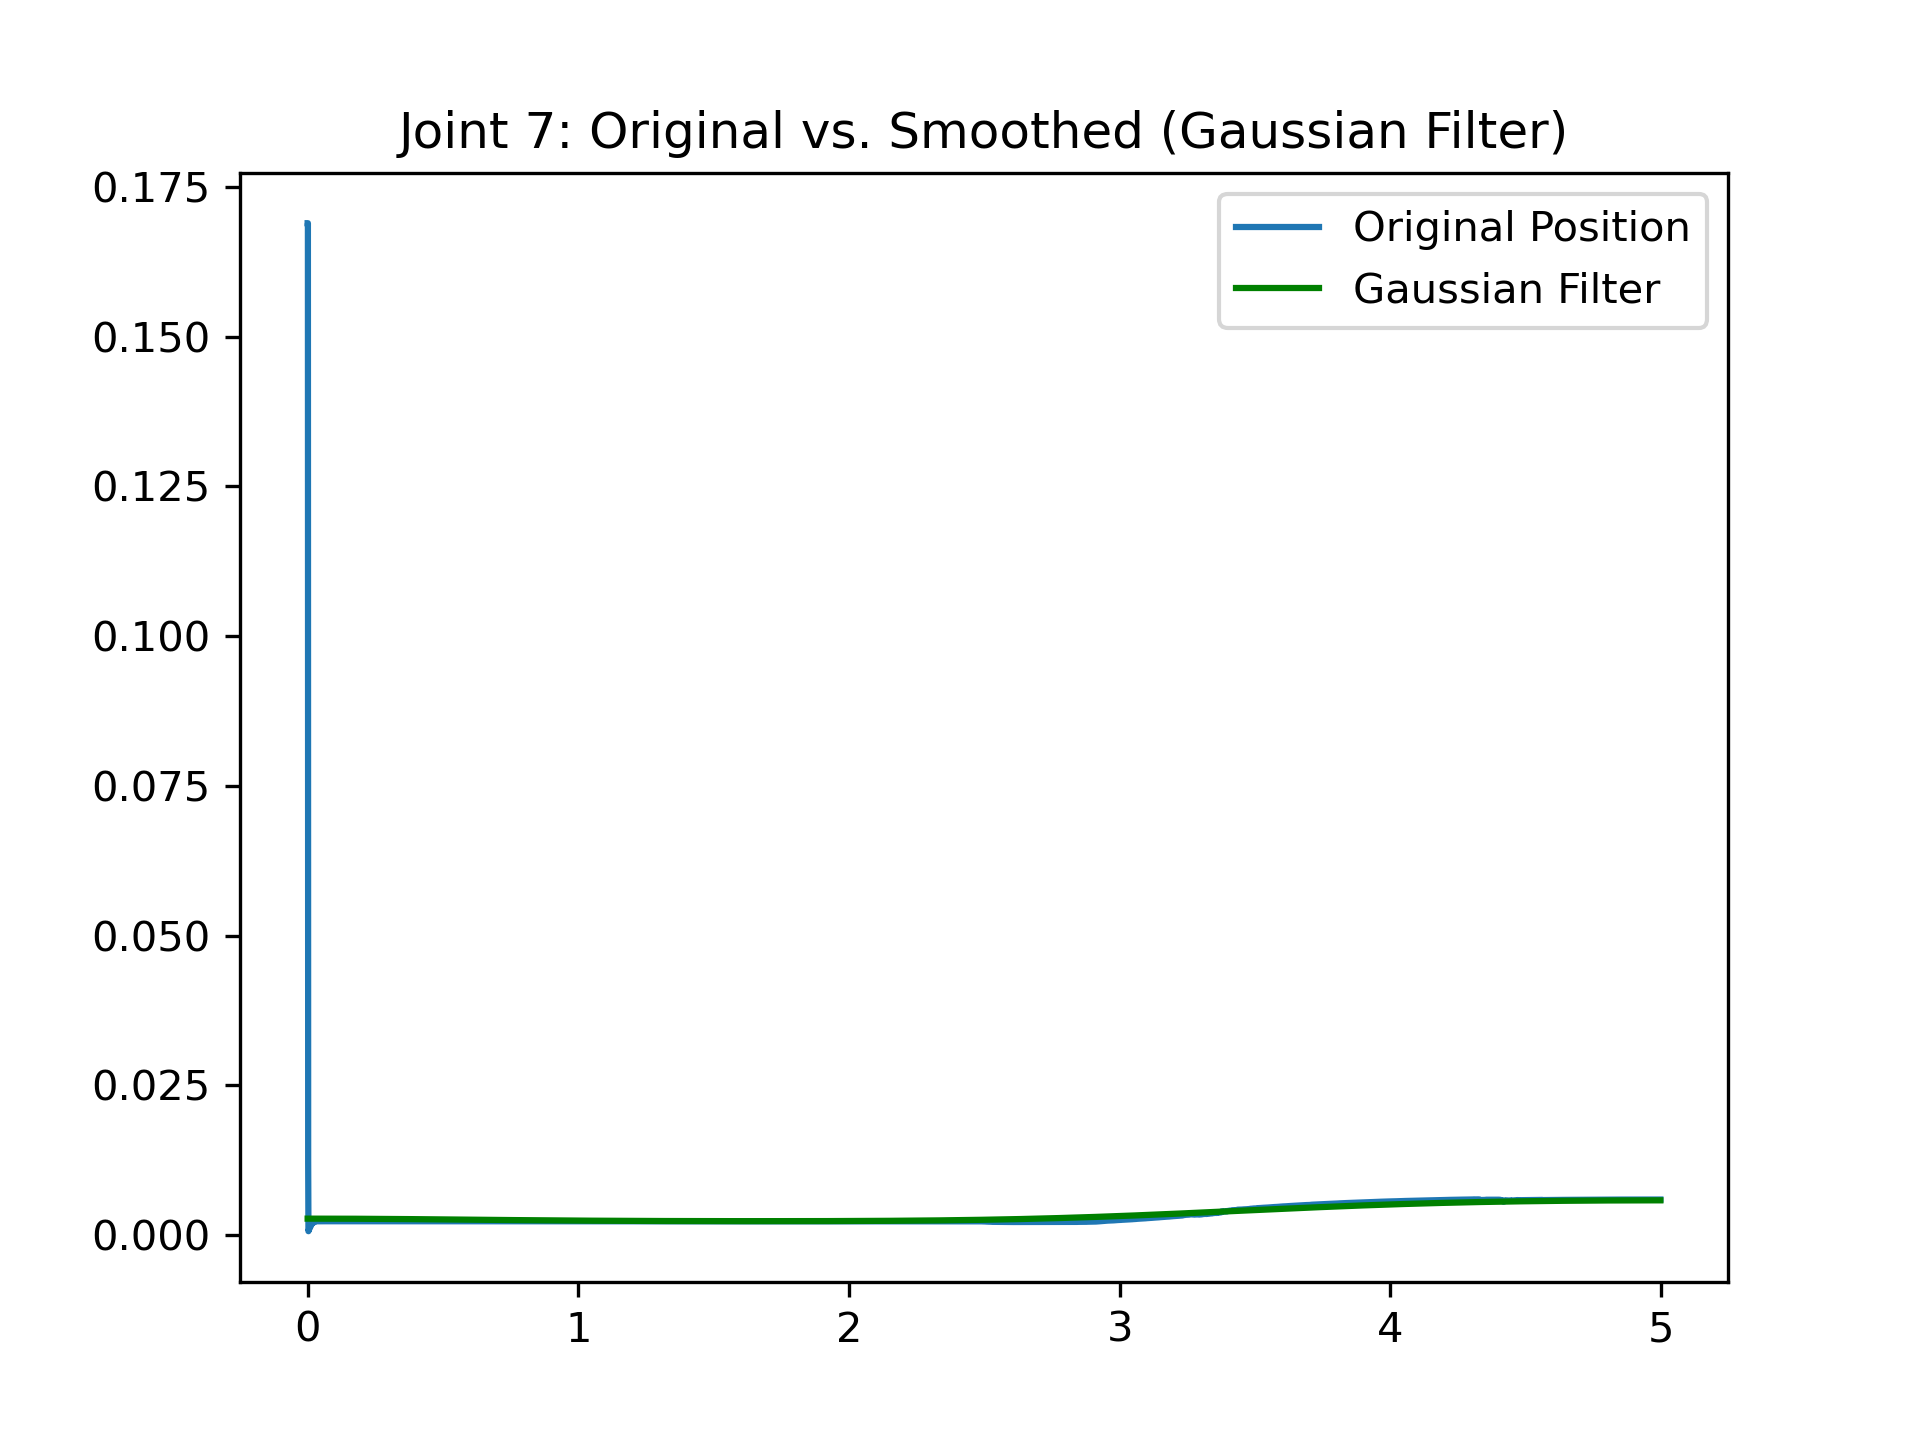 Joint 7: Original vs. Smoothed (Gaussian Filter)
0.175
0.150
0.125
0.100
0.075
0.050
0.025
0.000
Original Position
Gaussian Filter
0 1 2 3 4 5